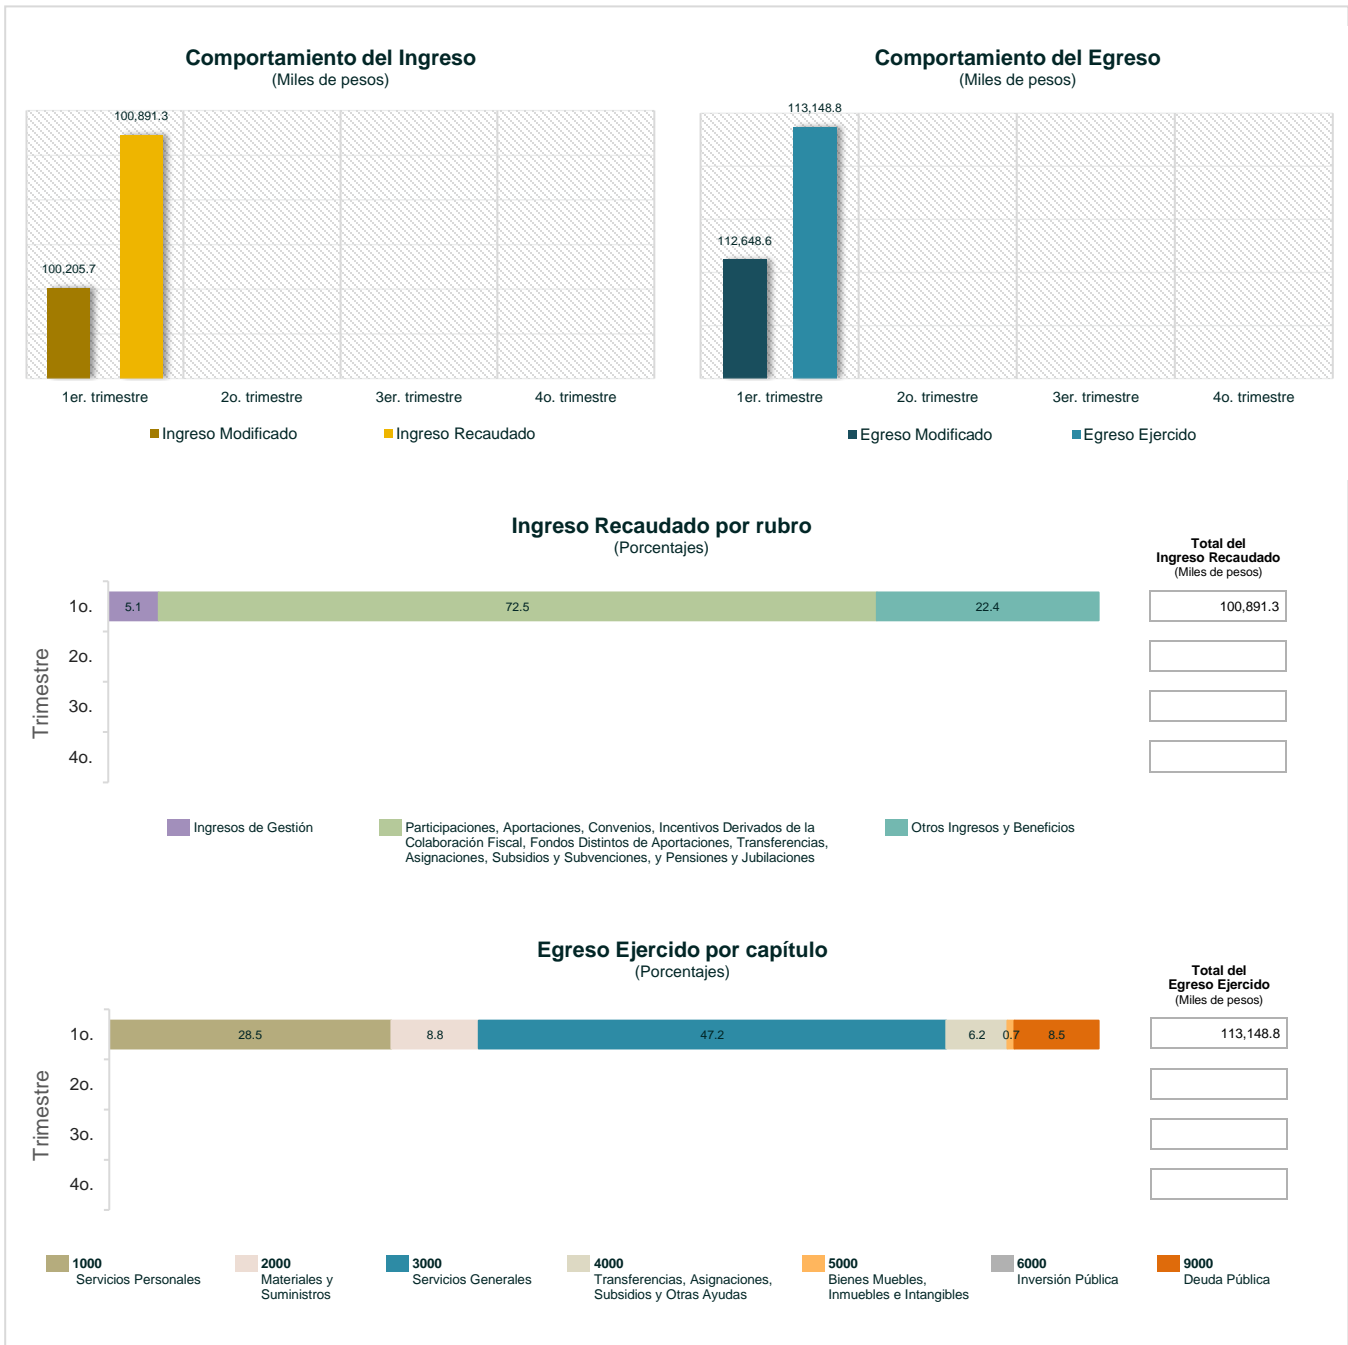 Comportamiento del Ingreso
(Miles de pesos)
100,891.3
100,205.7
1er. trimestre
2o. trimestre
3er. trimestre
4o. trimestre
Ingreso Modificado
Ingreso Recaudado
Comportamiento del Egreso
(Miles de pesos)
113,148.8
112,648.6
1er. trimestre
2o. trimestre
3er. trimestre
4o. trimestre
Egreso Modificado
Egreso Ejercido
Ingreso Recaudado por rubro
(Porcentajes)
Total del
Ingreso Recaudado
(Miles de pesos)
Trimestre
1o.
5.1
72.5
22.4
100,891.3
2o.
3o.
4o.
Ingresos de Gestión
Participaciones, Aportaciones, Convenios, Incentivos Derivados de la
Colaboración Fiscal, Fondos Distintos de Aportaciones, Transferencias,
Asignaciones, Subsidios y Subvenciones, y Pensiones y Jubilaciones
Otros Ingresos y Beneficios
Egreso Ejercido por capítulo
(Porcentajes)
Total del
Egreso Ejercido
(Miles de pesos)
Trimestre
1o.
28.5
8.8
47.2
6.2
0.7
8.5
113,148.8
2o.
3o.
4o.
1000
Servicios Personales
2000
Materiales y
Suministros
3000
Servicios Generales
4000
Transferencias, Asignaciones,
Subsidios y Otras Ayudas
5000
Bienes Muebles,
Inmuebles e Intangibles
6000
Inversión Pública
9000
Deuda Pública